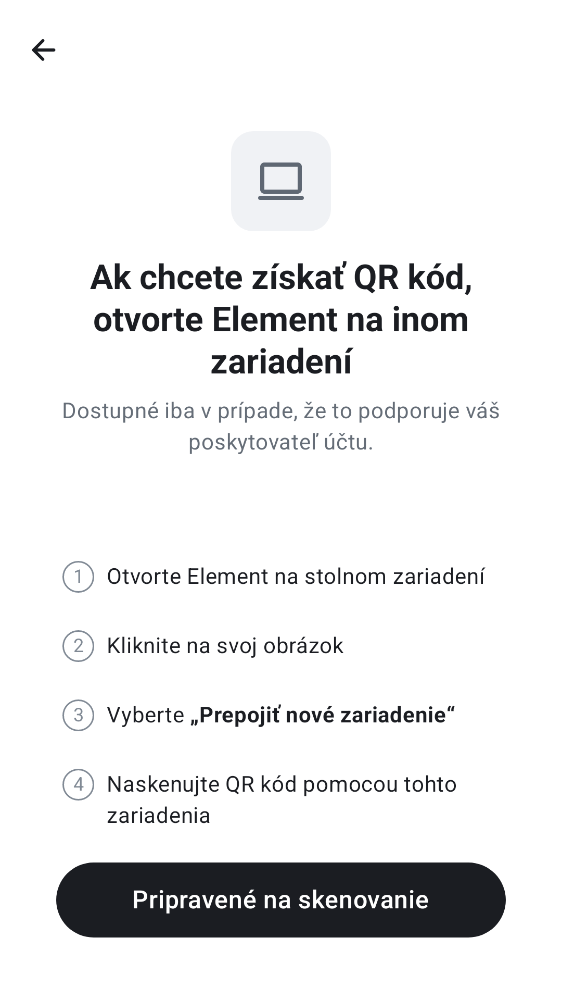 Ak chcete získať QR kód,
otvorte Element na inom
zariadení
Dostupné iba v prípade, že to podporuje váš
poskytovateľ účtu.
1 Otvorte Element na stolnom zariadení
2 Kliknite na svoj obrázok
3 Vyberte „Prepojiť nové zariadenie“
4 Naskenujte QR kód pomocou tohto
zariadenia
Pripravené na skenovanie